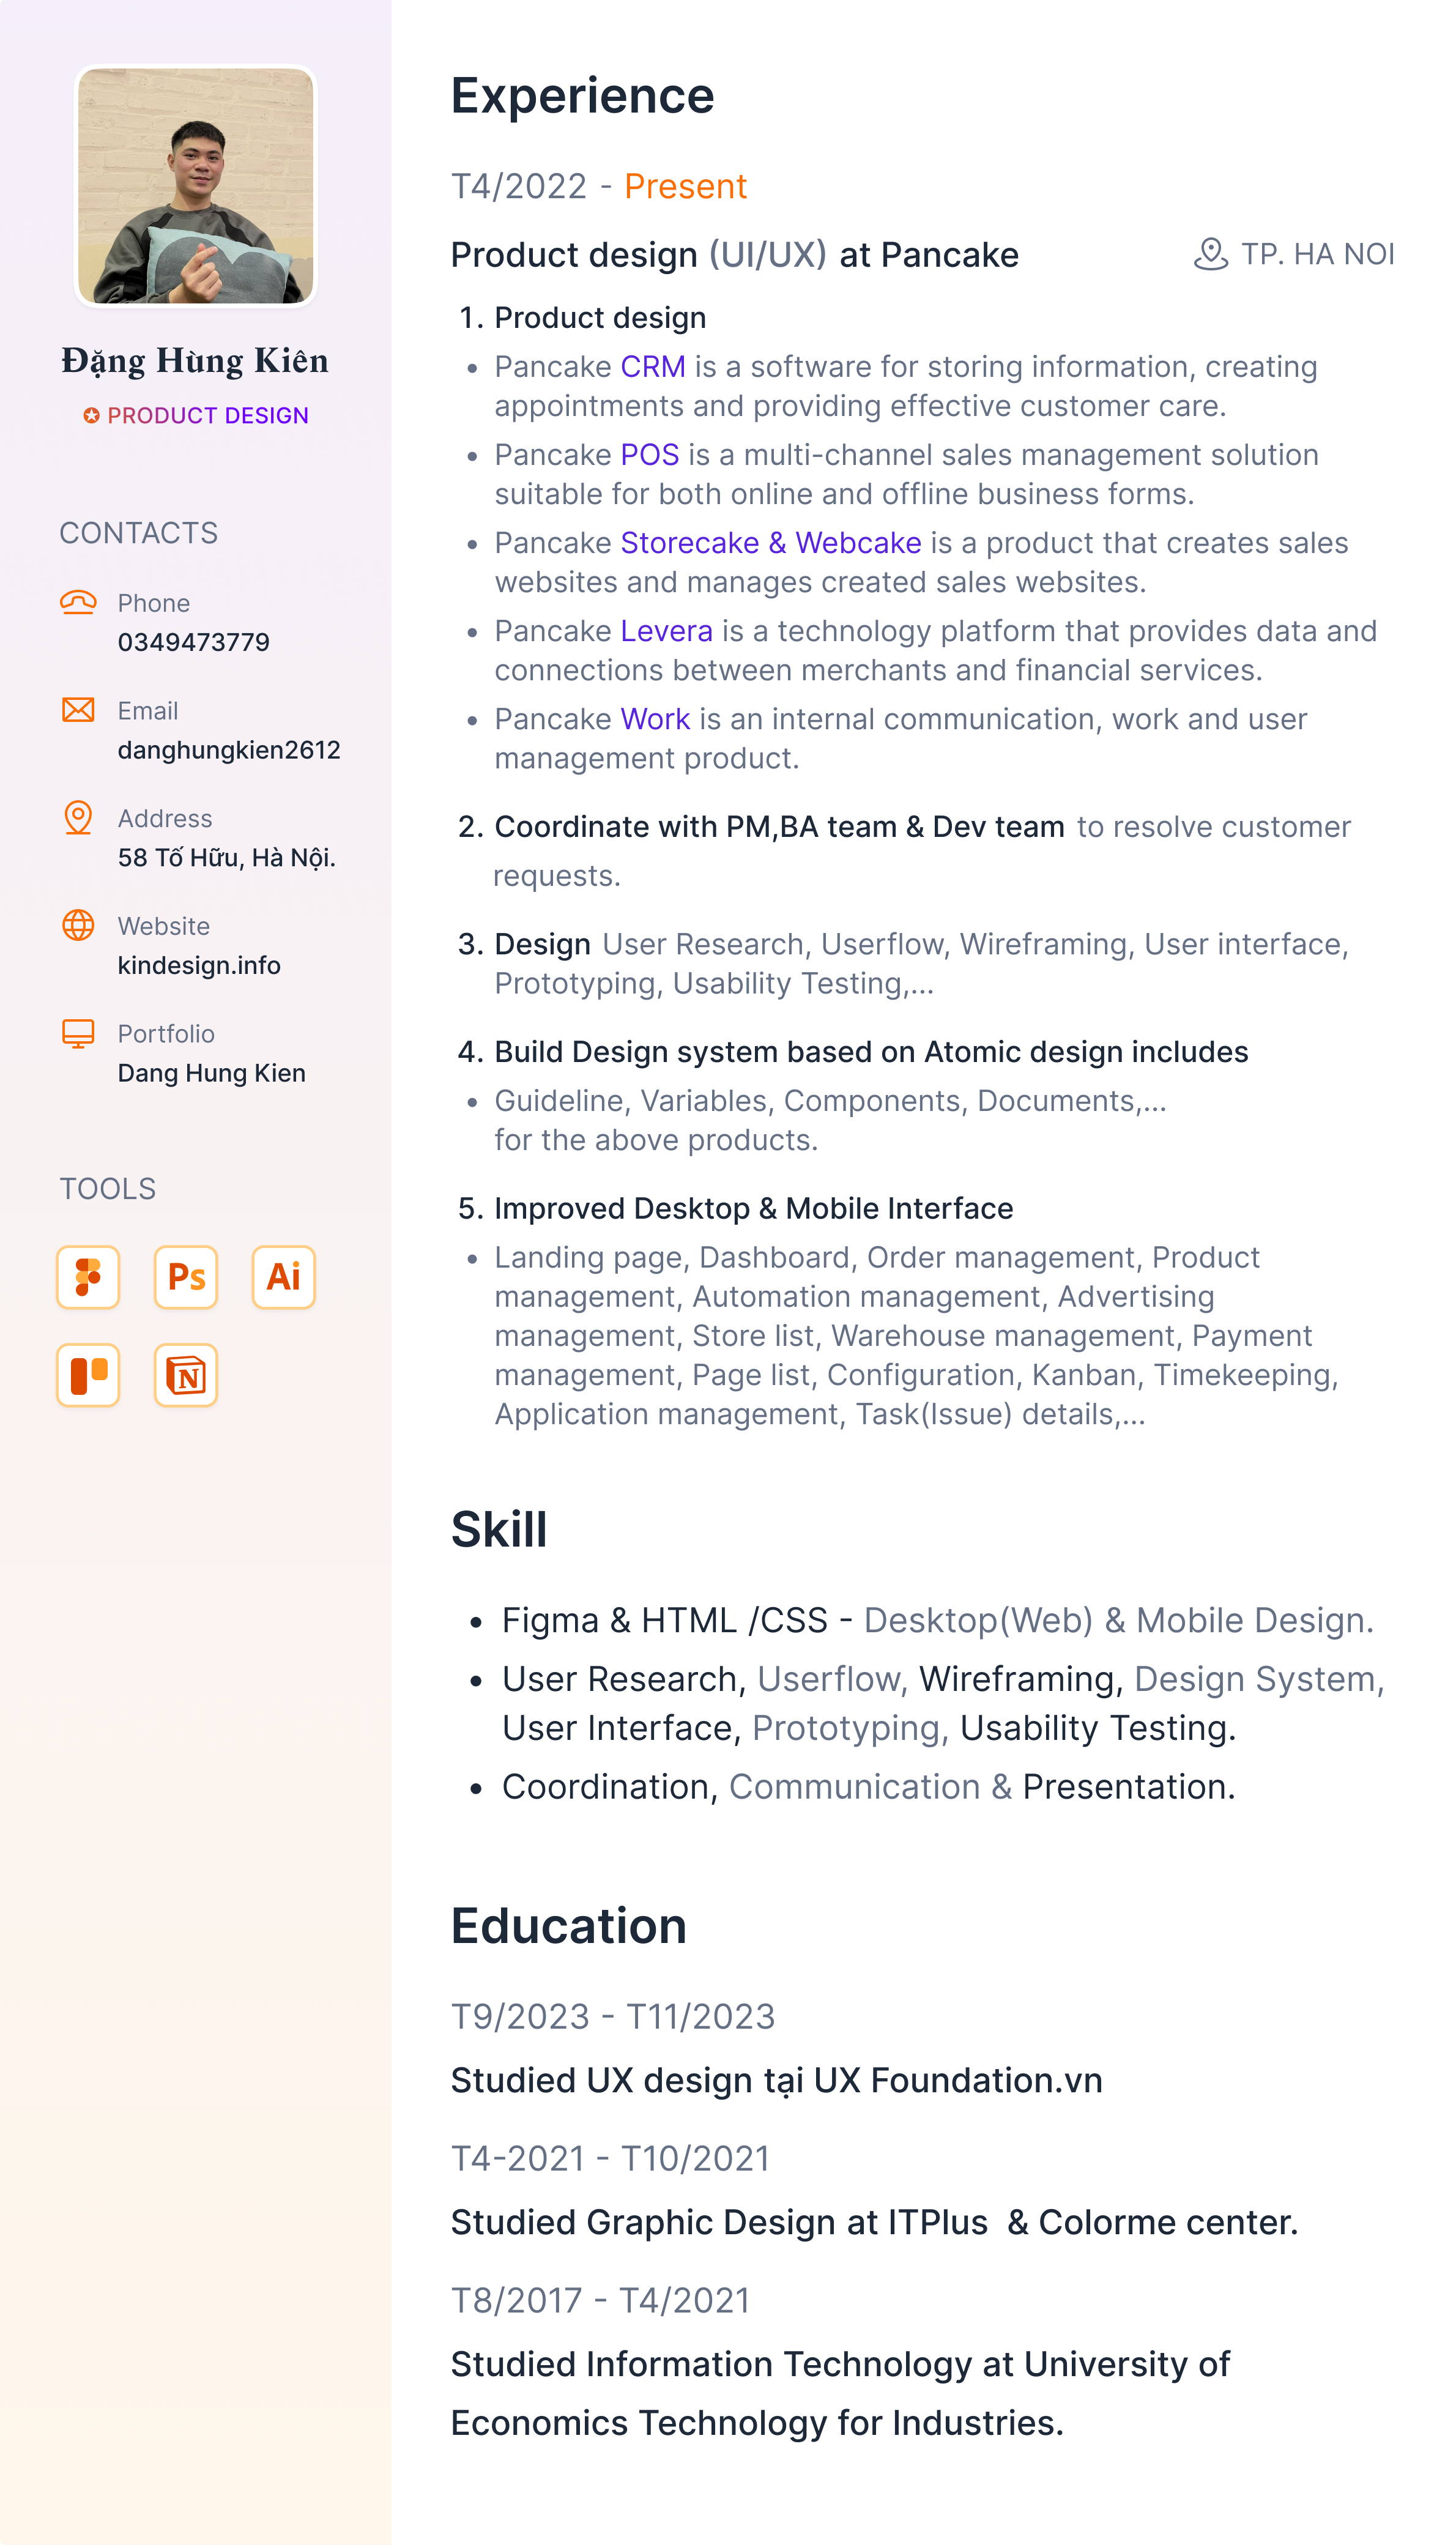 Đặng Hùng Kiên
PRODUCT DESIGN
CONTACTS
Phone
0349473779
Email
danghungkien2612
Address
58 Tố Hữu, Hà Nội.
Website
kindesign.info
Portfolio
Dang Hung Kien
TOOLS
Ps
Ai
N
Experience
T4/2022 - Present
Product design (UI/UX) at Pancake
TP. HA NOI
1. Product design
• Pancake CRM is a software for storing information, creating
appointments and providing effective customer care.
• Pancake POS is a multi-channel sales management solution
suitable for both online and offline business forms.
• Pancake Storecake & Webcake is a product that creates sales
websites and manages created sales websites.
• Pancake Levera is a technology platform that provides data and
connections between merchants and financial services.
• Pancake Work is an internal communication, work and user
management product.
2. Coordinate with PM,BA team & Dev team to resolve customer
requests.
3. Design User Research, Userflow, Wireframing, User interface,
Prototyping, Usability Testing,...
4. Build Design system based on Atomic design includes
• Guideline, Variables, Components, Documents,...
for the above products.
5. Improved Desktop & Mobile Interface
• Landing page, Dashboard, Order management, Product
management, Automation management, Advertising
management, Store list, Warehouse management, Payment
management, Page list, Configuration, Kanban, Timekeeping,
Application management, Task(Issue) details,...
Skill
• Figma & HTML /CSS - Desktop(Web) & Mobile Design.
• User Research, Userflow, Wireframing, Design System,
User Interface, Prototyping, Usability Testing.
• Coordination, Communication & Presentation.
Education
T9/2023 - T11/2023
Studied UX design tại UX Foundation.vn
T4-2021 - T10/2021
Studied Graphic Design at ITPlus & Colorme center.
T8/2017 - T4/2021
Studied Information Technology at University of
Economics Technology for Industries.